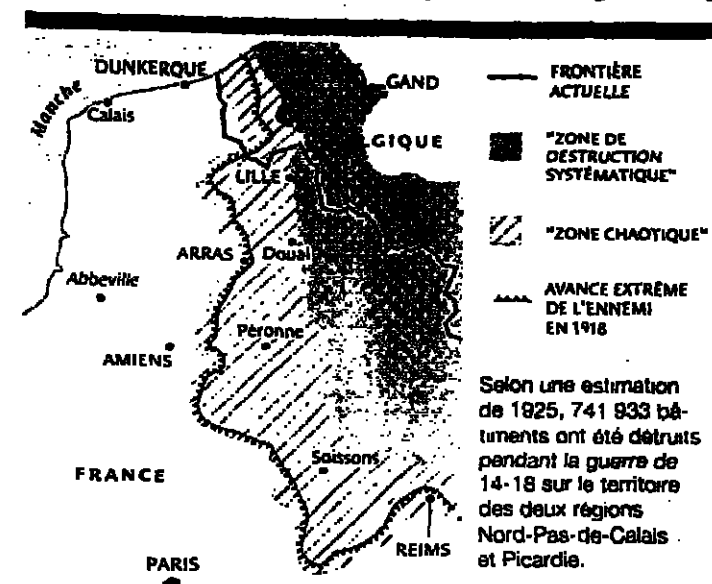 DUNKERQUE
GAND
Manche
Calais
GIQUE
LILLE
ARRAS
Douai
Abbeville
Péronne
AMIENS
Soissons
FRANCE
REIMS
PARIS
FRONTIÈRE
ACTUELLE
"ZONE DE
DESTRUCTION
SYSTÉMATIQUE"
"ZONE CHAOTIQUE"
AVANCE EXTRÊME
DE L'ENNEMI
EN 1918
Selon une estimation
de 1925, 741 933 bâ-
timents ont été détruits
pendant la guerre de
14-18 sur le territoire
des deux régions
Nord-Pas-de-Calais
et Picardie.